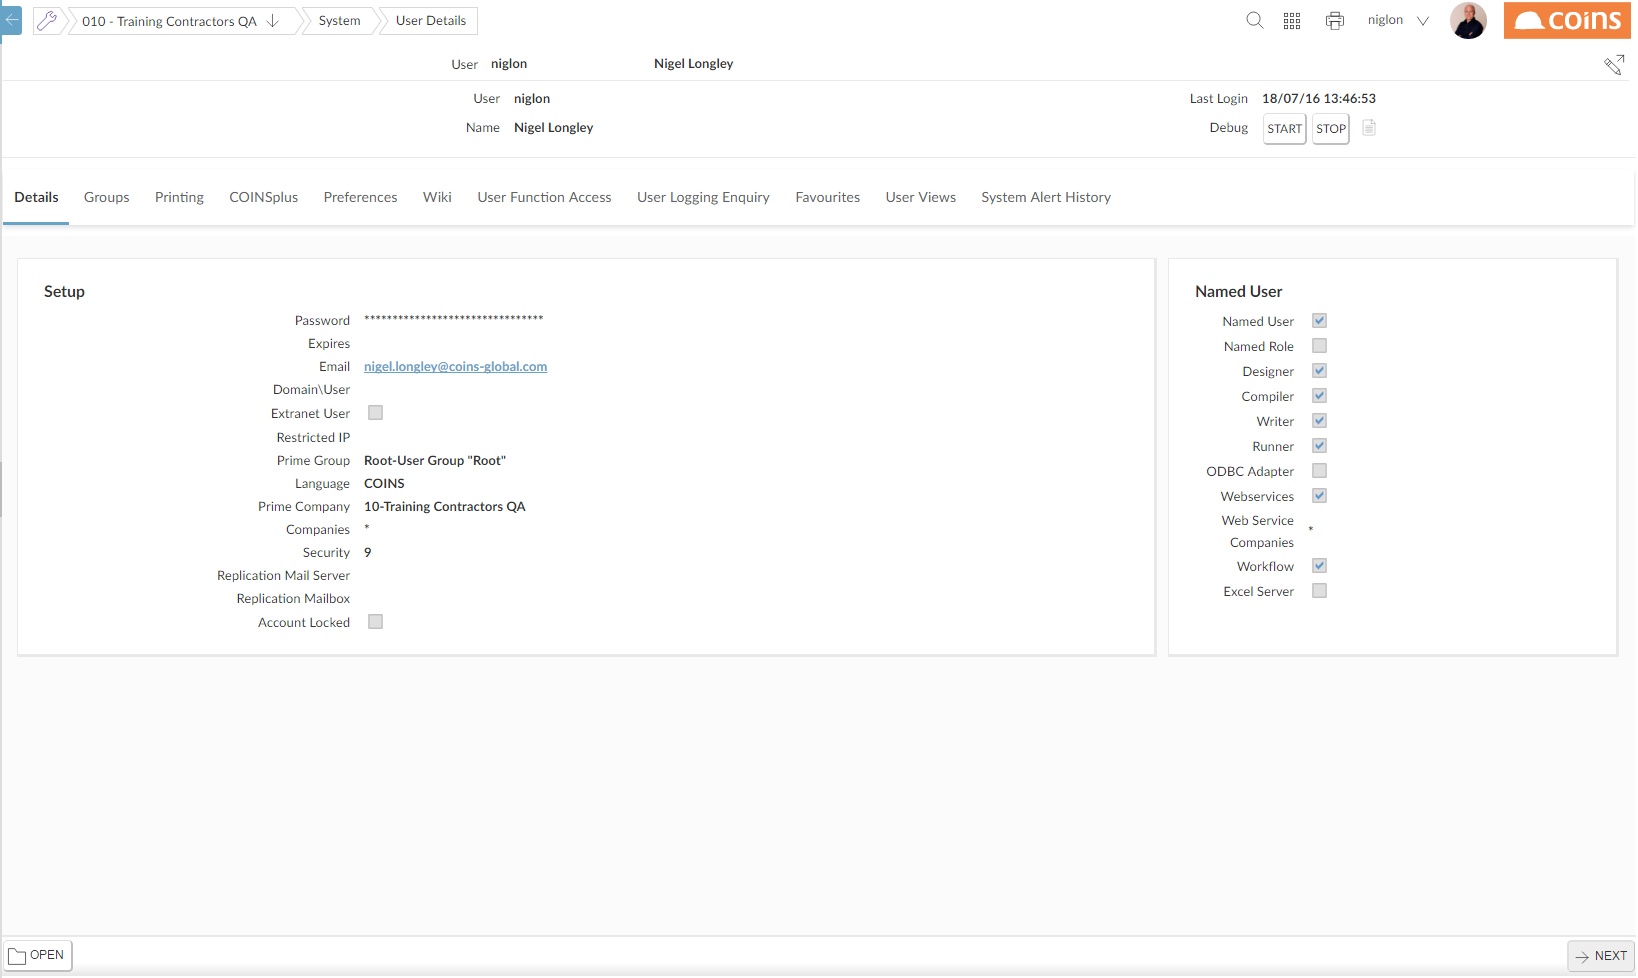 010 - Training Contractors QA
System
User Details
niglon
coins
User niglon Nigel Longley
User niglon
Last Login 18/07/16 13:46:53
Name Nigel Longley
Debug START STOP
Details Groups Printing COINSplus Preferences Wiki User Function Access User Logging Enquiry Favourites User Views System Alert History
Setup
Password ********************************
Expires
Email nigel.longley@coins-global.com
Domain\User
Extranet User
Restricted IP
Prime Group Root-User Group "Root"
Language COINS
Prime Company 10-Training Contractors QA
Companies *
Security 9
Replication Mail Server
Replication Mailbox
Account Locked
Named User
Named User
Named Role
Designer
Compiler
Writer
Runner
ODBC Adapter
Webservices
Web Service
Companies *
Workflow
Excel Server
OPEN
NEXT